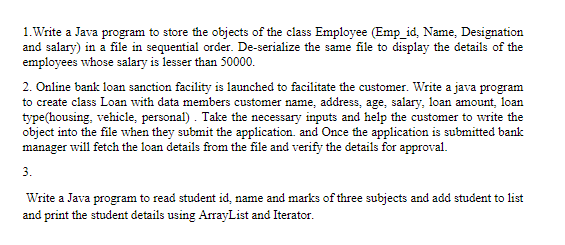 1.Write a Java program to store the objects of the class Employee (Emp_id, Name, Designation
and salary) in a file in sequential order. De-serialize the same file to display the details of the
employees whose salary is lesser than 50000.
2. Online bank loan sanction facility is launched to facilitate the customer. Write a java program
to create class Loan with data members customer name, address, age, salary, loan amount, loan
type(housing, vehicle, personal) . Take the necessary inputs and help the customer to write the
object into the file when they submit the application. and Once the application is submitted bank
manager will fetch the loan details from the file and verify the details for approval.
3.
Write a Java program to read student id, name and marks of three subjects and add student to list
and print the student details using ArrayList and Iterator.